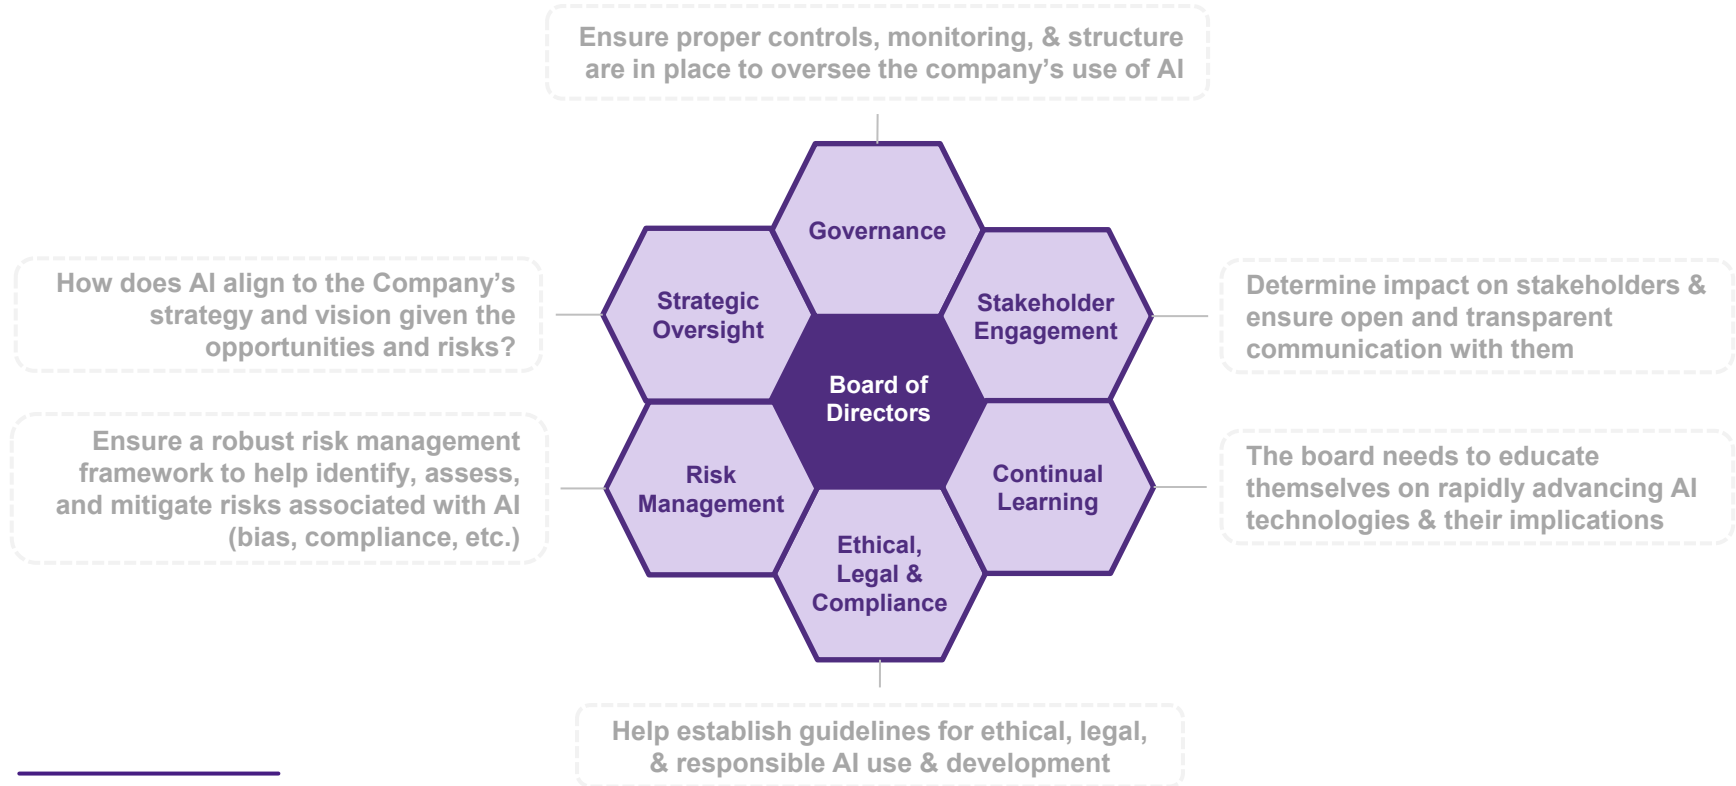 Ensure proper controls, monitoring, & structure
are in place to oversee the company’s use of AI
Governance
How does AI align to the Company’s
strategy and vision given the
opportunities and risks?
Strategic
Oversight
Stakeholder
Engagement
Determine impact on stakeholders &
ensure open and transparent
communication with them
Board of
Directors
Ensure a robust risk management
framework to help identify, assess,
and mitigate risks associated with AI
(bias, compliance, etc.)
Risk
Management
Continual
Learning
The board needs to educate
themselves on rapidly advancing AI
technologies & their implications
Ethical,
Legal &
Compliance
Help establish guidelines for ethical, legal,
& responsible AI use & development